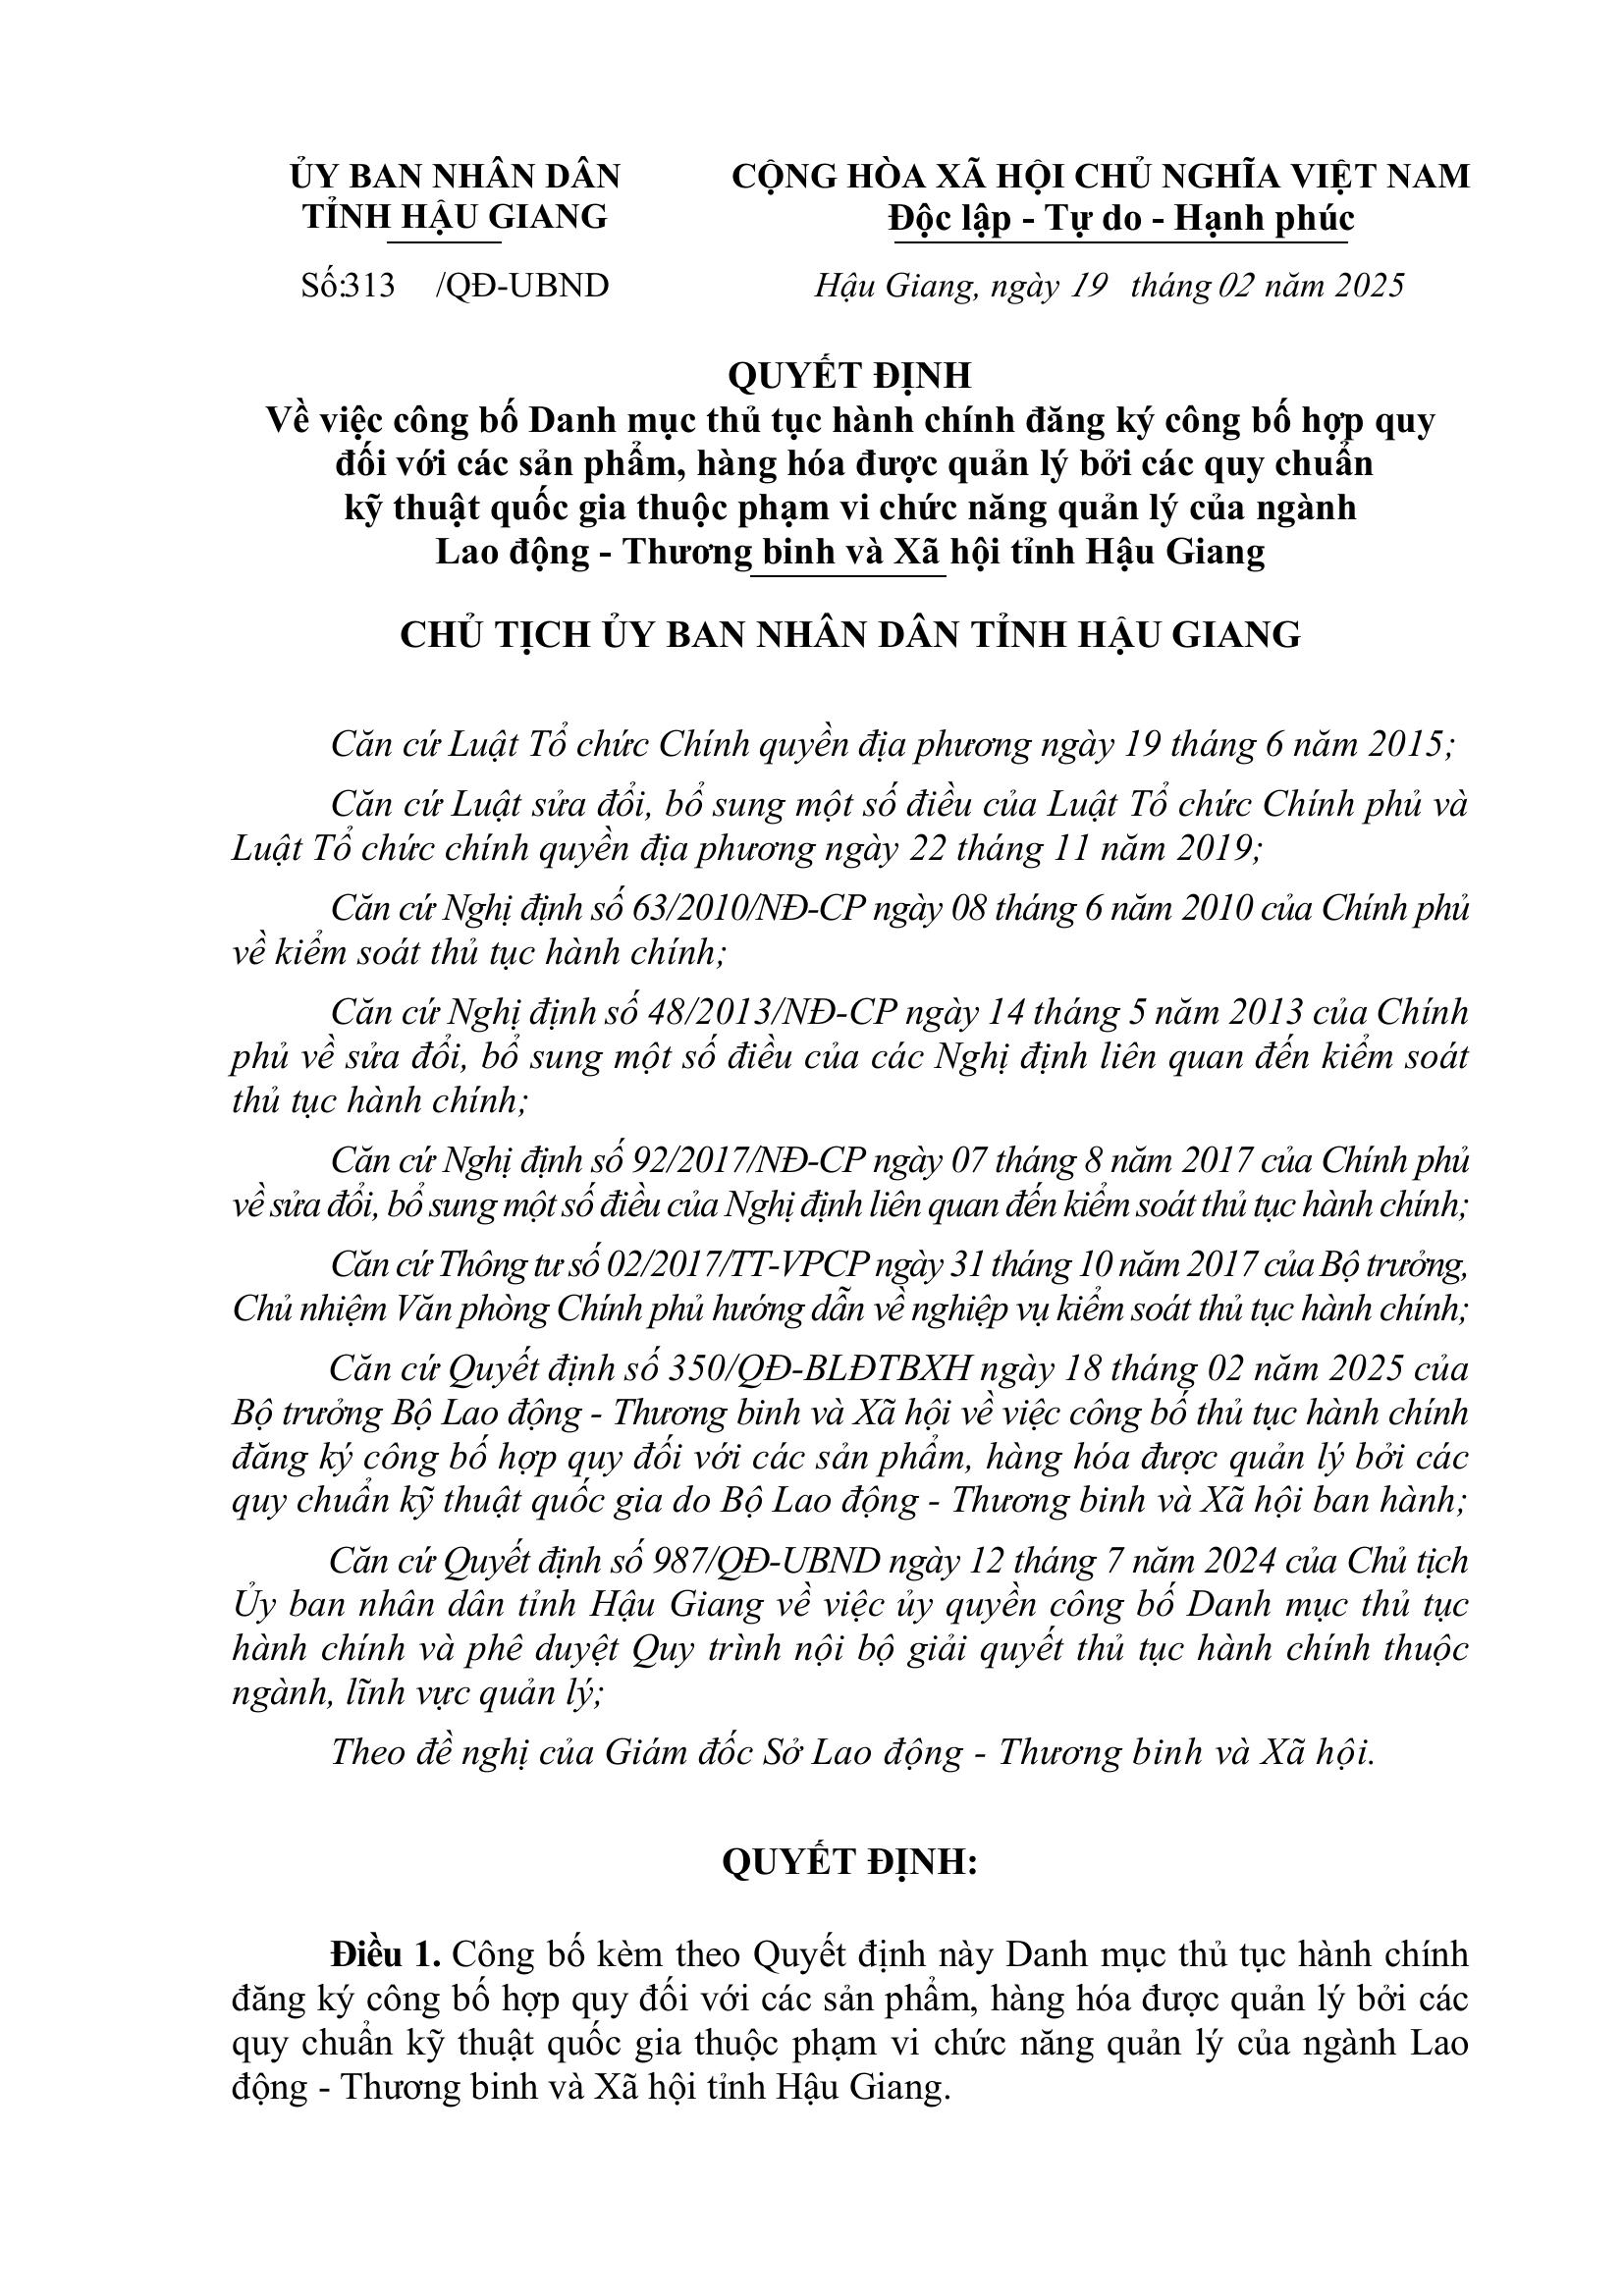 ỦY BAN NHÂN DÂN
TỈNH HẬU GIANG
Số:313 /QĐ-UBND
CỘNG HÒA XÃ HỘI CHỦ NGHĨA VIỆT NAM
Độc lập - Tự do - Hạnh phúc
Hậu Giang, ngày 19 tháng 02 năm 2025
QUYẾT ĐỊNH
Về việc công bố Danh mục thủ tục hành chính đăng ký công bố hợp quy
đối với các sản phẩm, hàng hóa được quản lý bởi các quy chuẩn
kỹ thuật quốc gia thuộc phạm vi chức năng quản lý của ngành
Lao động - Thương binh và Xã hội tỉnh Hậu Giang
CHỦ TỊCH ỦY BAN NHÂN DÂN TỈNH HẬU GIANG
Căn cứ Luật Tổ chức Chính quyền địa phương ngày 19 tháng 6 năm 2015;
Căn cứ Luật sửa đổi, bổ sung một số điều của Luật Tổ chức Chính phủ và
Luật Tổ chức chính quyền địa phương ngày 22 tháng 11 năm 2019;
Căn cứ Nghị định số 63/2010/NĐ-CP ngày 08 tháng 6 năm 2010 của Chính phủ
về kiểm soát thủ tục hành chính;
Căn cứ Nghị định số 48/2013/NĐ-CP ngày 14 tháng 5 năm 2013 của Chính
phủ về sửa đổi, bổ sung một số điều của các Nghị định liên quan đến kiểm soát
thủ tục hành chính;
Căn cứ Nghị định số 92/2017/NĐ-CP ngày 07 tháng 8 năm 2017 của Chính phủ
về sửa đổi, bổ sung một số điều của Nghị định liên quan đến kiểm soát thủ tục hành chính;
Căn cứ Thông tư số 02/2017/TT-VPCP ngày 31 tháng 10 năm 2017 của Bộ trưởng,
Chủ nhiệm Văn phòng Chính phủ hướng dẫn về nghiệp vụ kiểm soát thủ tục hành chính;
Căn cứ Quyết định số 350/QĐ-BLĐTBXH ngày 18 tháng 02 năm 2025 của
Bộ trưởng Bộ Lao động - Thương binh và Xã hội về việc công bố thủ tục hành chính
đăng ký công bố hợp quy đối với các sản phẩm, hàng hóa được quản lý bởi các
quy chuẩn kỹ thuật quốc gia do Bộ Lao động - Thương binh và Xã hội ban hành;
Căn cứ Quyết định số 987/QĐ-UBND ngày 12 tháng 7 năm 2024 của Chủ tịch
Ủy ban nhân dân tỉnh Hậu Giang về việc ủy quyền công bố Danh mục thủ tục
hành chính và phê duyệt Quy trình nội bộ giải quyết thủ tục hành chính thuộc
ngành, lĩnh vực quản lý;
Theo đề nghị của Giám đốc Sở Lao động - Thương binh và Xã hội.
QUYẾT ĐỊNH:
Điều 1. Công bố kèm theo Quyết định này Danh mục thủ tục hành chính
đăng ký công bố hợp quy đối với các sản phẩm, hàng hóa được quản lý bởi các
quy chuẩn kỹ thuật quốc gia thuộc phạm vi chức năng quản lý của ngành Lao
động - Thương binh và Xã hội tỉnh Hậu Giang.